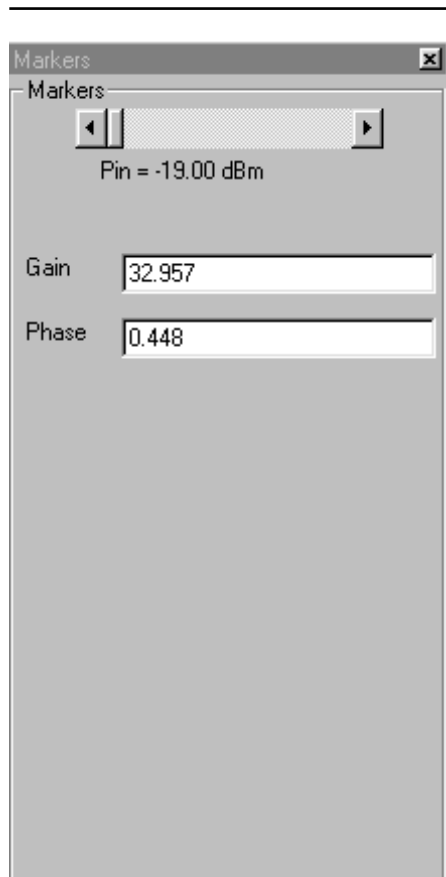 Markers
Markers
Pin = -19.00 dBm
Gain 32.957
Phase 0.448